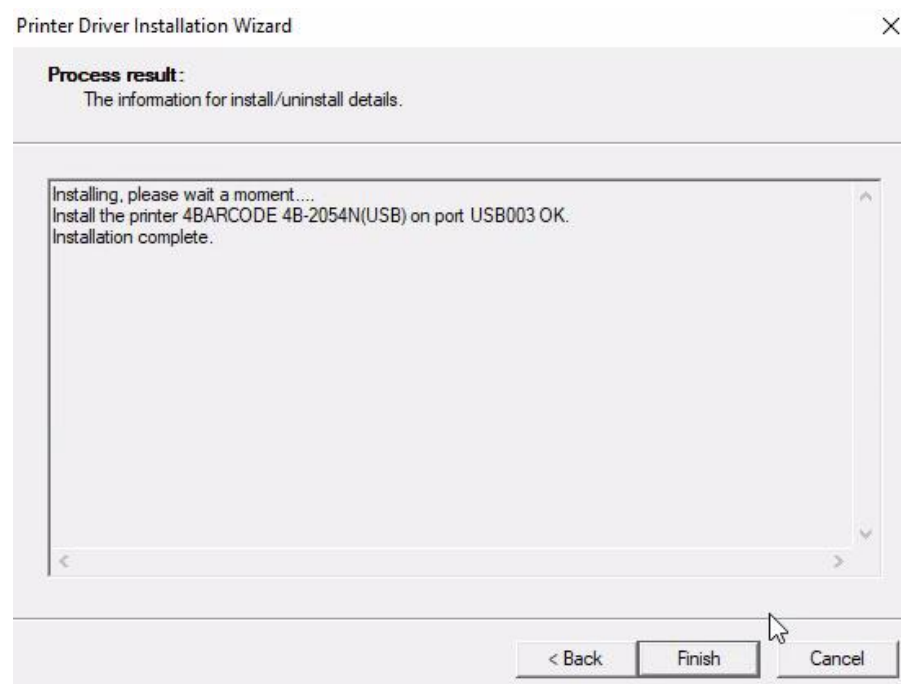 Printer Driver Installation Wizard
Process result:
The information for install/uninstall details.
Installing, please wait a moment....
Install the printer 4BARCODE 4B-2054N(USB) on port USB003 OK.
Installation complete.
< Back
Finish
Cancel